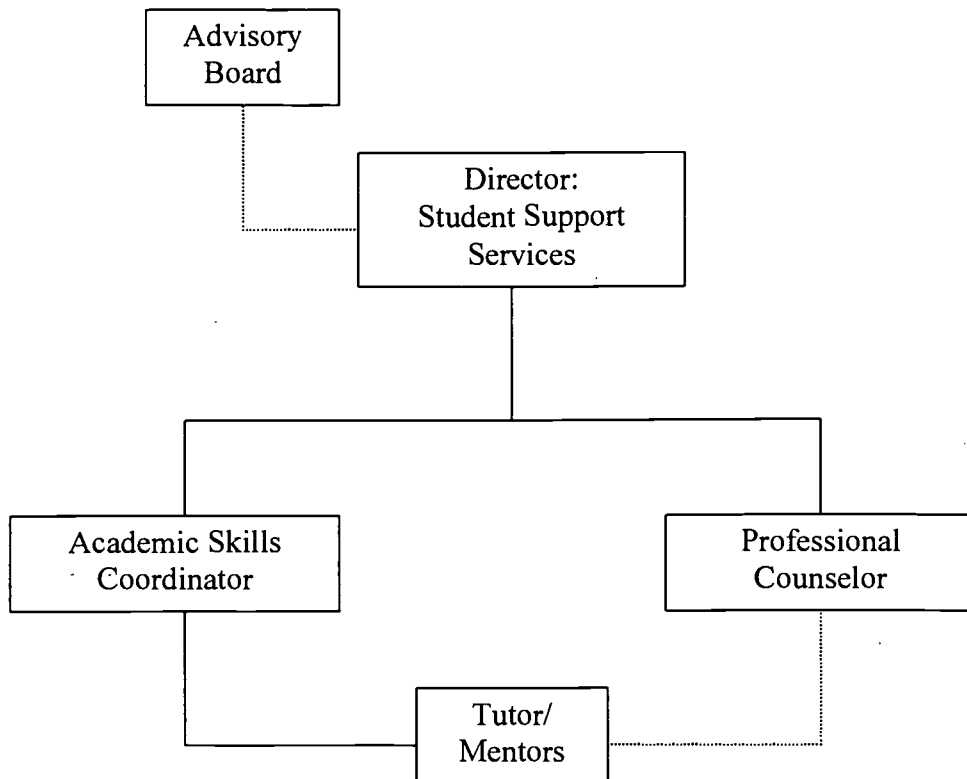 Advisory
Board
Director:
Student Support
Services
Academic Skills
Coordinator
Professional
Counselor
Tutor/
Mentors